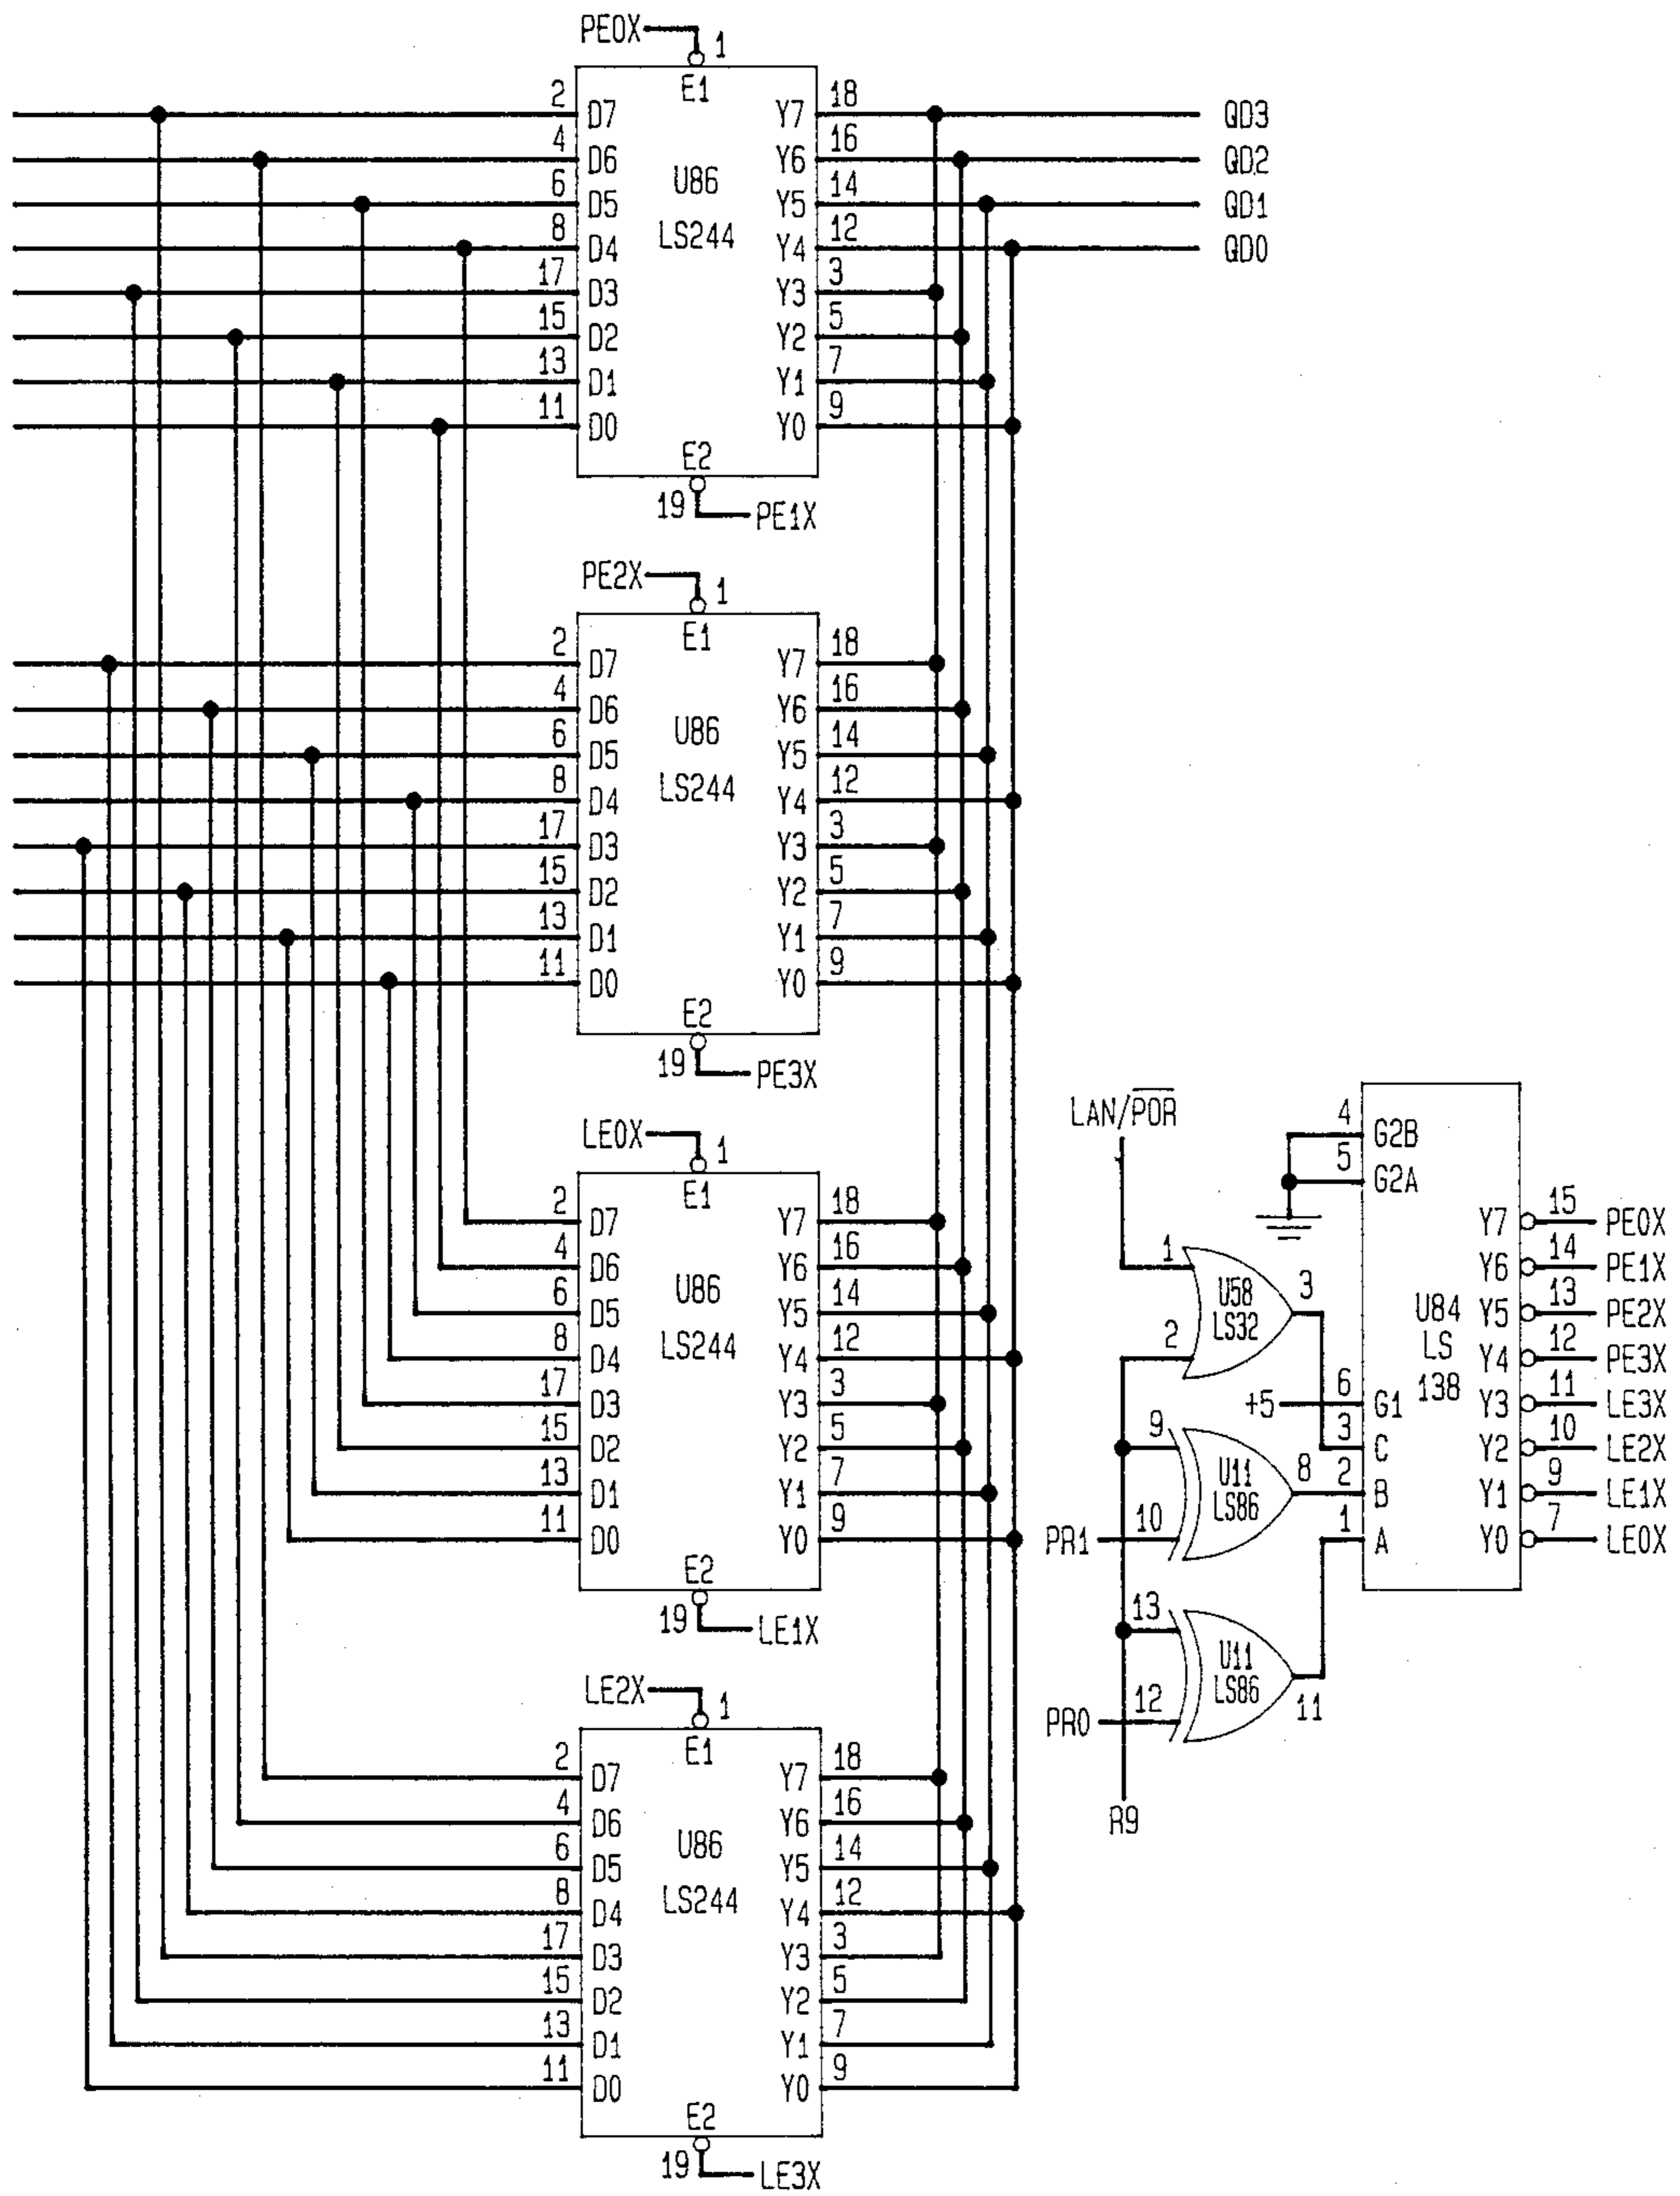 PE0X 1
E1
2 D7 Y7 18 QD3
4 D6 Y6 16 QD2
6 D5 Y5 14 QD1
8 D4 Y4 12 QD0
17 D3 Y3 3
15 D2 Y2 5
13 D1 Y1 7
11 D0 Y0 9
U86
LS244
E2
19 PE1X
PE2X 1
E1
2 D7 Y7 18
4 D6 Y6 16
6 D5 Y5 14
8 D4 Y4 12
17 D3 Y3 3
15 D2 Y2 5
13 D1 Y1 7
11 D0 Y0 9
U86
LS244
E2
19 PE3X
LE0X 1
E1
2 D7 Y7 18
4 D6 Y6 16
6 D5 Y5 14
8 D4 Y4 12
17 D3 Y3 3
15 D2 Y2 5
13 D1 Y1 7
11 D0 Y0 9
U86
LS244
E2
19 LE1X
LE2X 1
E1
2 D7 Y7 18
4 D6 Y6 16
6 D5 Y5 14
8 D4 Y4 12
17 D3 Y3 3
15 D2 Y2 5
13 D1 Y1 7
11 D0 Y0 9
U86
LS244
E2
19 LE3X
LAN/P̅O̅R̅
1
2
U58
LS32
3
9
PR1 10
U11
LS86
8
13
PR0 12
U11
LS86
11
R9
4 G2B
5 G2A
+5 6 G1
3 C
2 B
1 A
U84
LS
138
Y7 15 PE0X
Y6 14 PE1X
Y5 13 PE2X
Y4 12 PE3X
Y3 11 LE3X
Y2 10 LE2X
Y1 9 LE1X
Y0 7 LE0X